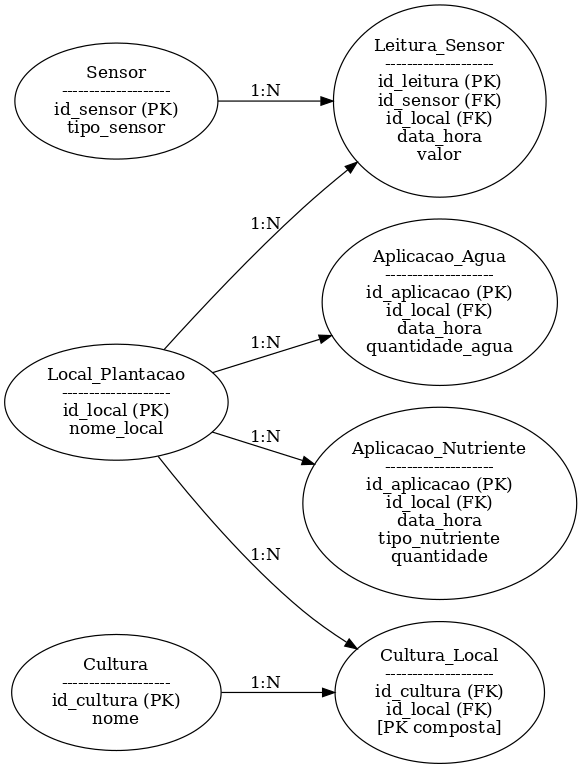 Sensor
--------------------
id_sensor (PK)
tipo_sensor
1:N
Leitura_Sensor
--------------------
id_leitura (PK)
id_sensor (FK)
id_local (FK)
data_hora
valor
1:N
Aplicacao_Agua
--------------------
id_aplicacao (PK)
id_local (FK)
data_hora
quantidade_agua
1:N
Local_Plantacao
--------------------
id_local (PK)
nome_local
1:N
Aplicacao_Nutriente
--------------------
id_aplicacao (PK)
id_local (FK)
data_hora
tipo_nutriente
quantidade
1:N
Cultura
--------------------
id_cultura (PK)
nome
1:N
Cultura_Local
--------------------
id_cultura (FK)
id_local (FK)
[PK composta]